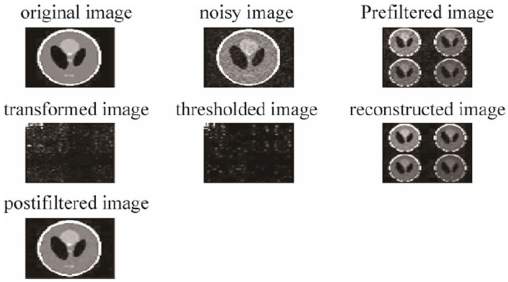 original image
noisy image
Prefiltered image
transformed image
thresholded image
reconstructed image
postifiltered image